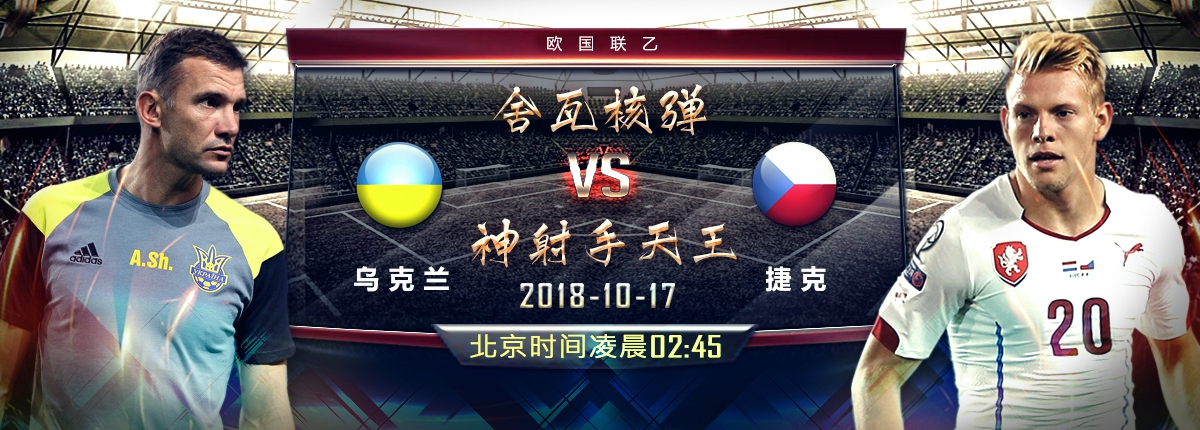 欧国联乙
舍瓦核弹
VS
神射手天王
乌克兰
捷克
2018-10-17
北京时间凌晨02:45
adidas
A.Sh.
УКРАЇНА
20